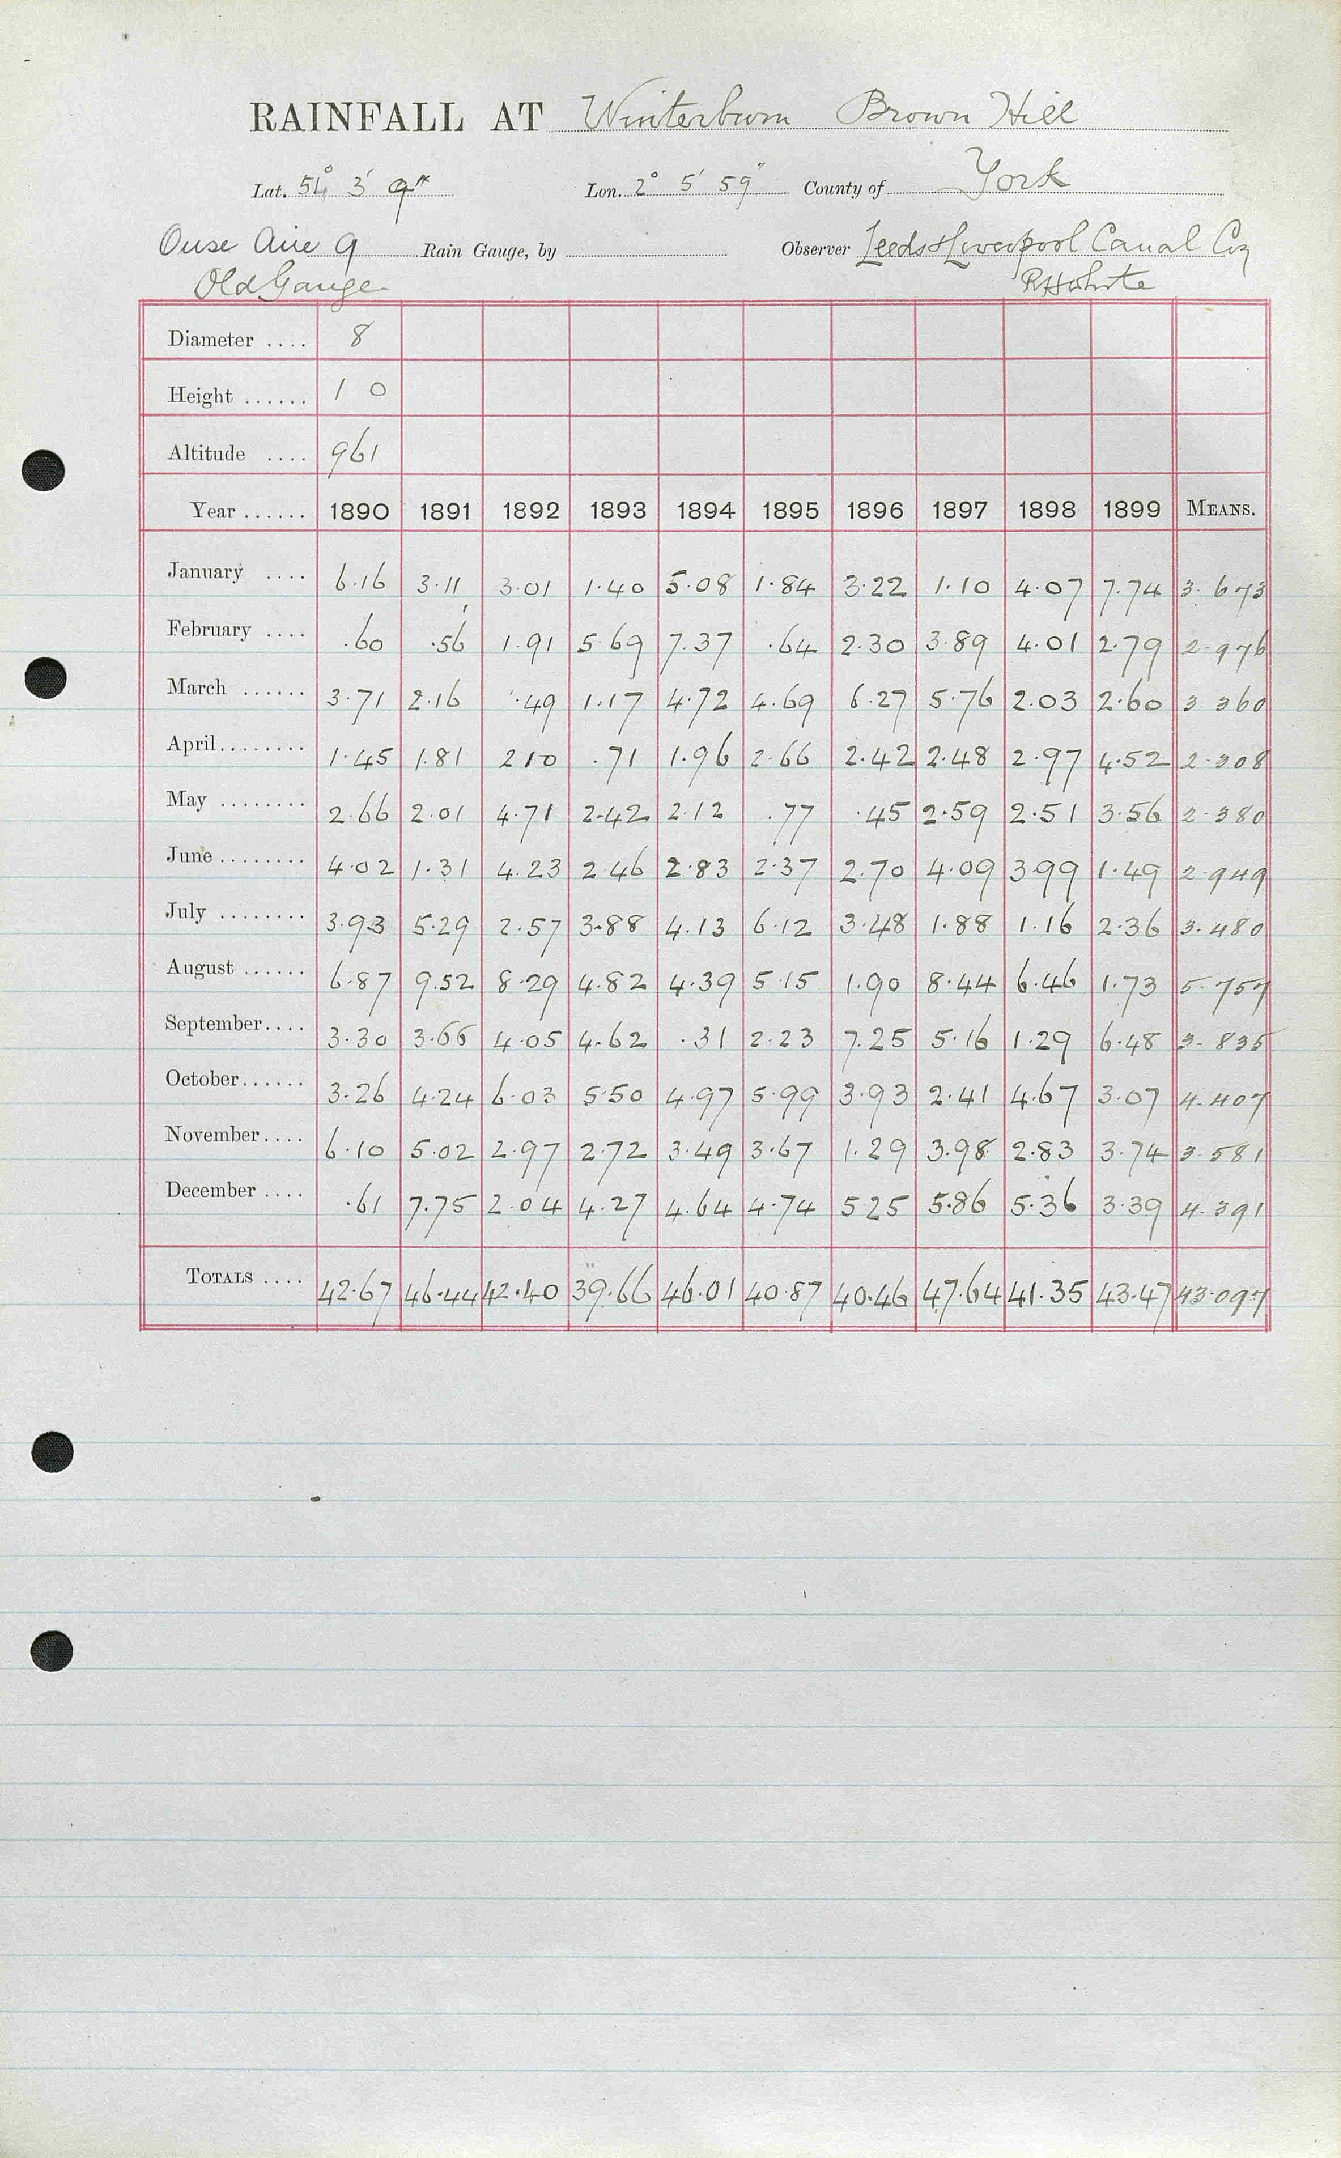 RAINFALL AT Winterburn Brown Hill
Lat. 54° 3' 9" Lon. 2° 5' 59" County of York
Ouse Aire 9 Rain Gauge, by Observer Leeds & Liverpool Canal Co
Old Gauge RH White
Diameter .... 8
Height ...... 1 0
Altitude .... 961
Year ...... 1890 1891 1892 1893 1894 1895 1896 1897 1898 1899 MEANS.
January .... 6.16 3.11 3.01 1.40 5.08 1.84 3.22 1.10 4.07 7.74 3.673
February .... .60 .56 1.91 5.69 7.37 .64 2.30 3.89 4.01 2.79 2.976
March ...... 3.71 2.16 .49 1.17 4.72 4.69 6.27 5.76 2.03 2.60 3 360
April ........ 1.45 1.81 2 10 .71 1.96 2.66 2.42 2.48 2.97 4.52 2.308
May ........ 2.66 2.01 4.71 2.42 2.12 .77 .45 2.59 2.51 3.56 2.380
June ........ 4.02 1.31 4.23 2.46 2.83 2.37 2.70 4.09 3.99 1.49 2.949
July ........ 3.93 5.29 2.57 3.88 4.13 6.12 3.48 1.88 1.16 2.36 3.480
August ...... 6.87 9.52 8.29 4.82 4.39 5.15 1.90 8.44 6.46 1.73 5.757
September.... 3.30 3.66 4.05 4.62 .31 2.23 7.25 5.16 1.29 6.48 3.835
October...... 3.26 4.24 6.03 5.50 4.97 5.99 3.93 2.41 4.67 3.07 4.407
November.... 6.10 5.02 2.97 2.72 3.49 3.67 1.29 3.98 2.83 3.74 3.581
December .... .61 7.75 2.04 4.27 4.64 4.74 5 25 5.86 5.36 3.39 4.391
TOTALS .... 42.67 46.44 42.40 39.66 46.01 40.87 40.46 47.64 41.35 43.47 43.097